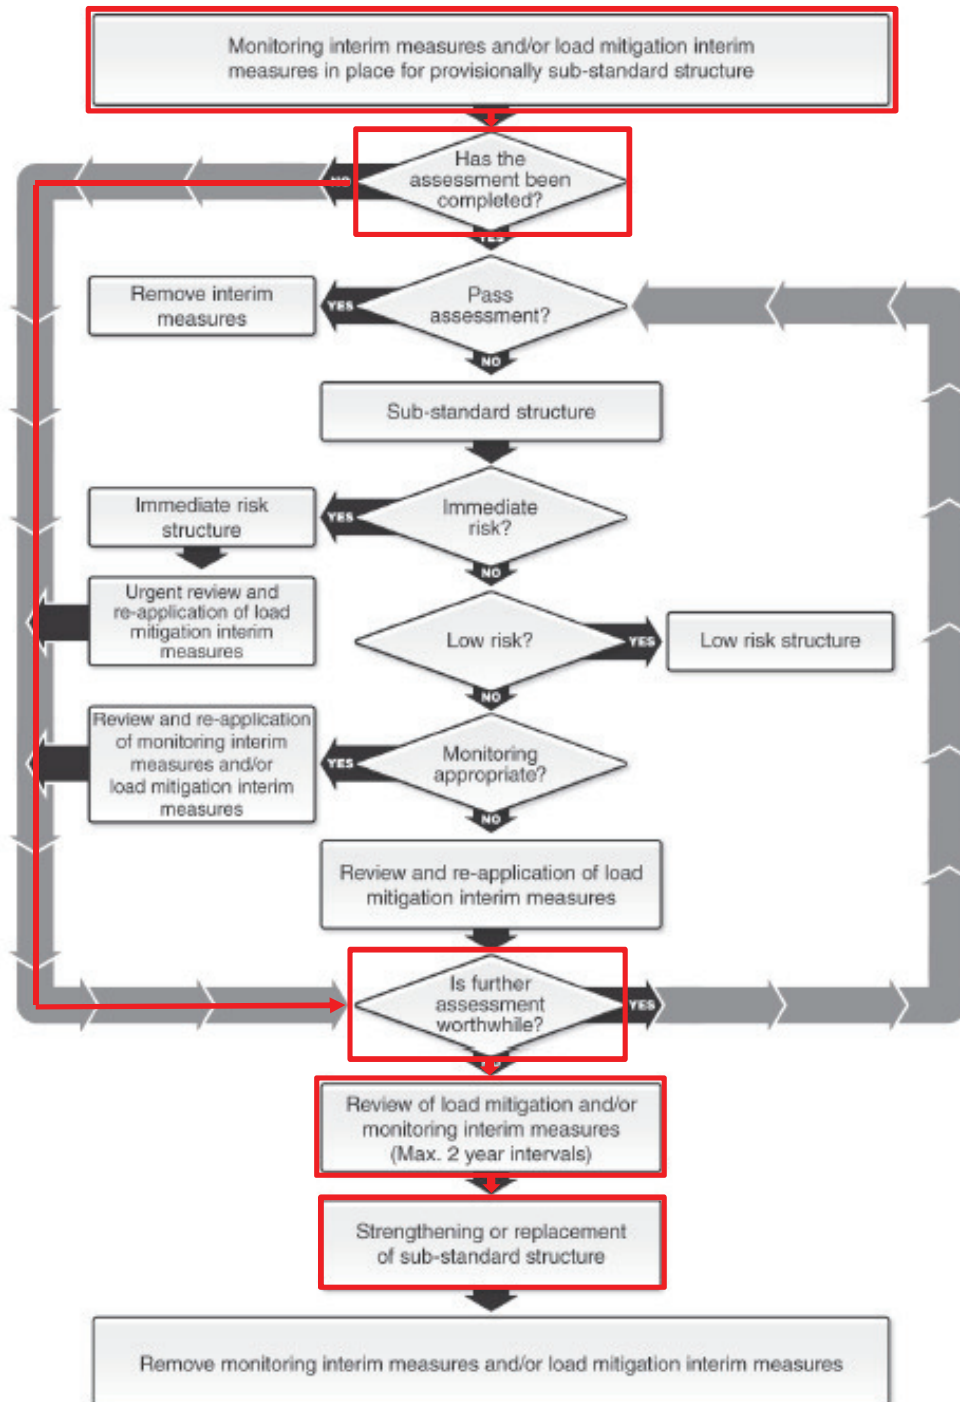 Monitoring interim measures and/or load mitigation interim
measures in place for provisionally sub-standard structure
Has the
assessment been
completed?
NO
YES
Remove interim
measures
YES
Pass
assessment?
NO
Sub-standard structure
Immediate risk
structure
YES
Immediate
risk?
NO
Urgent review and
re-application of load
mitigation interim
measures
Low risk?
YES
Low risk structure
NO
Review and re-application
of monitoring interim
measures and/or
load mitigation interim
measures
YES
Monitoring
appropriate?
NO
Review and re-application of load
mitigation interim measures
Is further
assessment
worthwhile?
YES
NO
Review of load mitigation and/or
monitoring interim measures
(Max. 2 year intervals)
Strengthening or replacement
of sub-standard structure
Remove monitoring interim measures and/or load mitigation interim measures